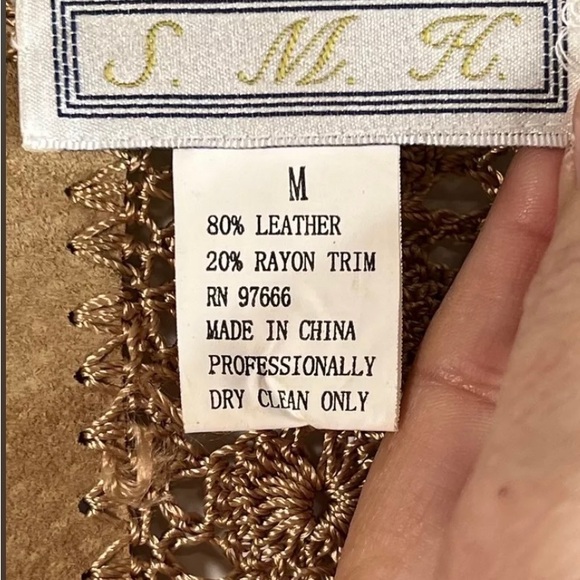 S. M. H.
M
80% LEATHER
20% RAYON TRIM
RN 97666
MADE IN CHINA
PROFESSIONALLY
DRY CLEAN ONLY